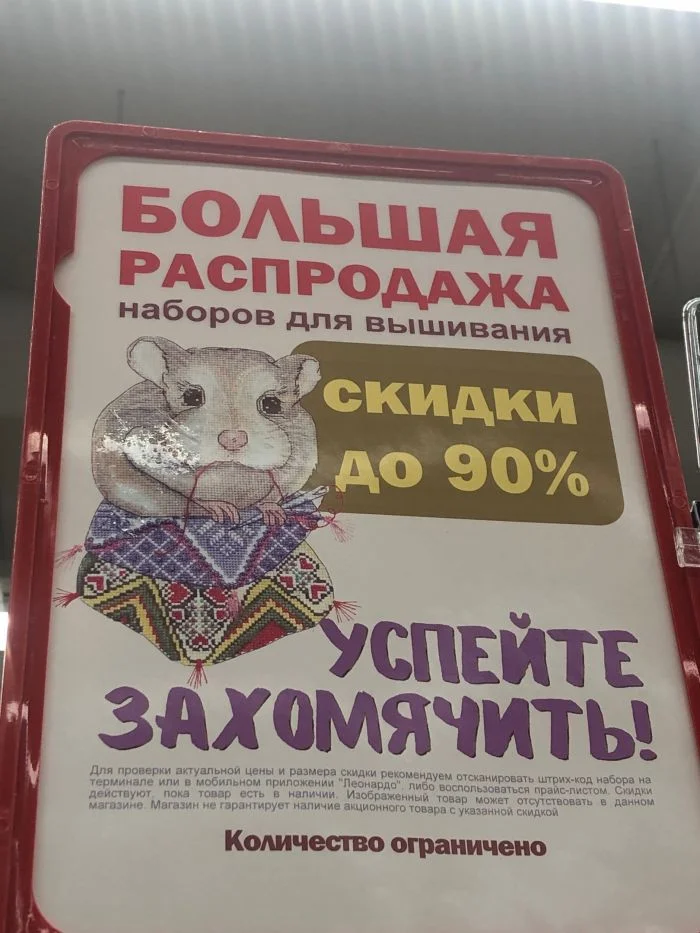 БОЛЬШАЯ
РАСПРОДАЖА
наборов для вышивания
СКИДКИ
ДО 90%
УСПЕЙТЕ
ЗАХОМЯЧИТЬ!
Для проверки актуальной цены и размера скидки рекомендуем отсканировать штрих-код набора на
терминале или в мобильном приложении "Леонардо", либо воспользоваться прайс-листом. Скидки
действуют, пока товар есть в наличии. Изображенный товар может отсутствовать в данном
магазине. Магазин не гарантирует наличие акционного товара с указанной скидкой
Количество ограничено